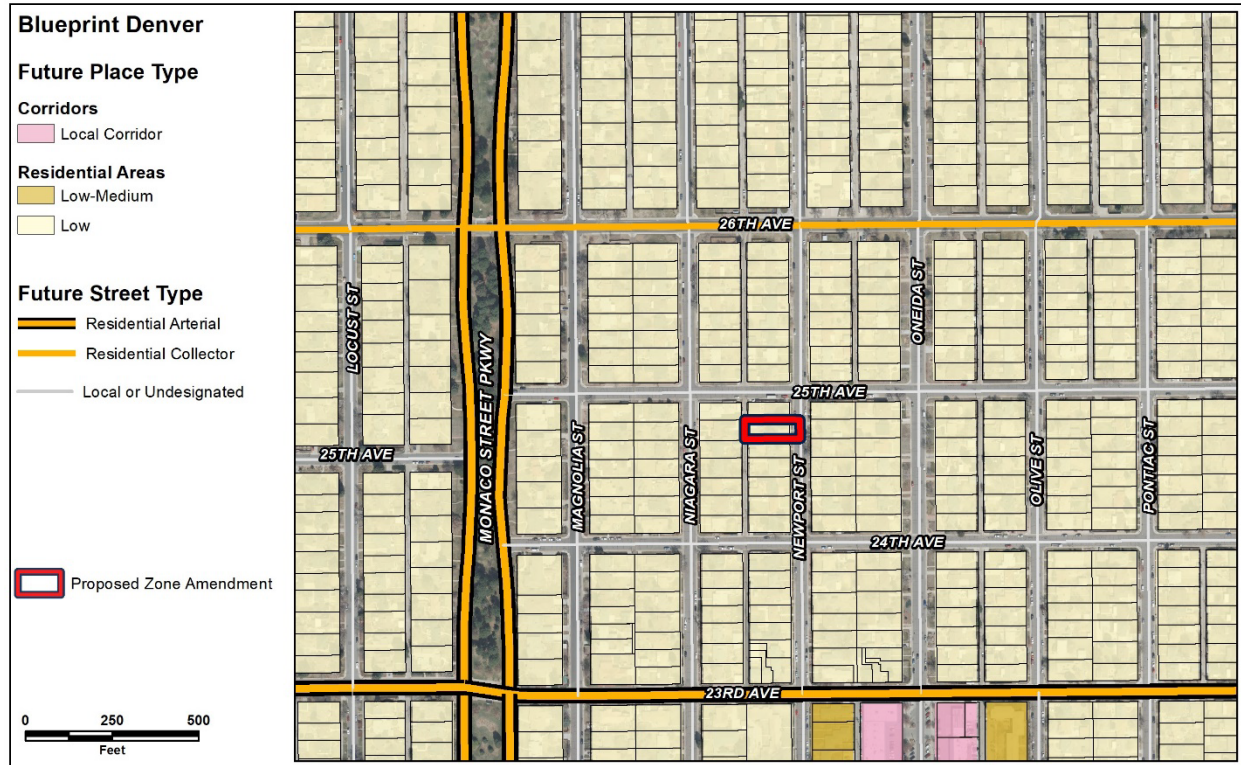 Blueprint Denver
Future Place Type
Corridors
Local Corridor
Residential Areas
Low-Medium
Low
Future Street Type
Residential Arterial
Residential Collector
Local or Undesignated
Proposed Zone Amendment
0 250 500
Feet
26TH AVE
LOCUST ST
ONEIDA ST
MONACO STREET PKWY
25TH AVE
25TH AVE
MAGNOLIA ST
NIAGARA ST
NEWPORT ST
OLIVE ST
PONTIAC ST
24TH AVE
23RD AVE